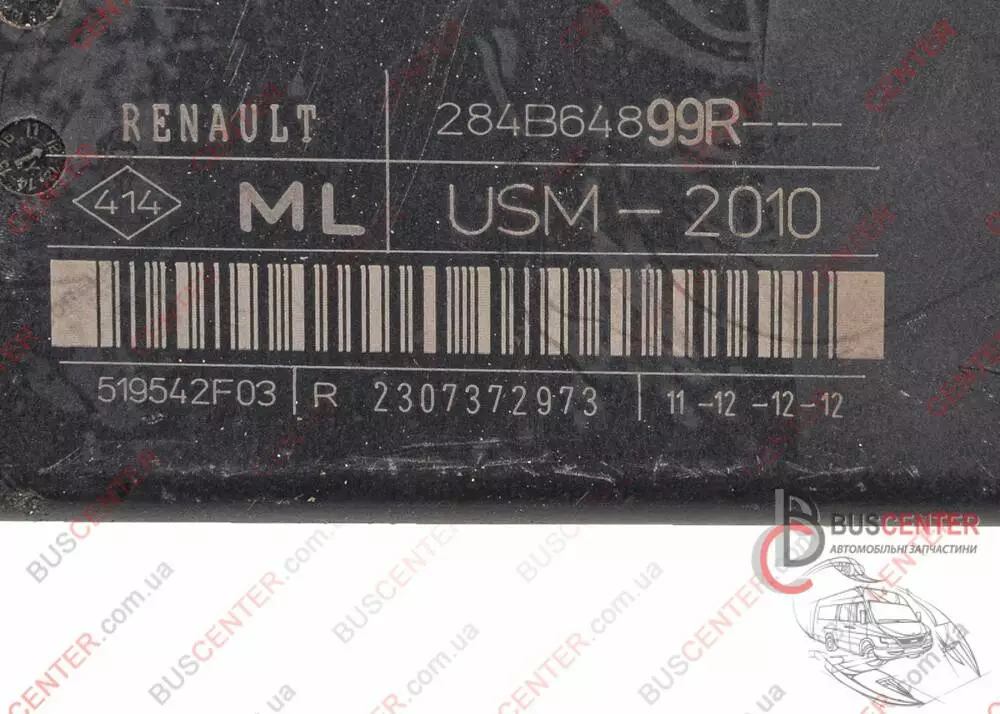 RENAULT 284B64899R---
414 ML USM-2010
519542F03 R 2307372973 11-12-12-12
BUSCENTER
АВТОМОБІЛЬНІ ЗАПЧАСТИНИ
BUSCENTER.com.ua